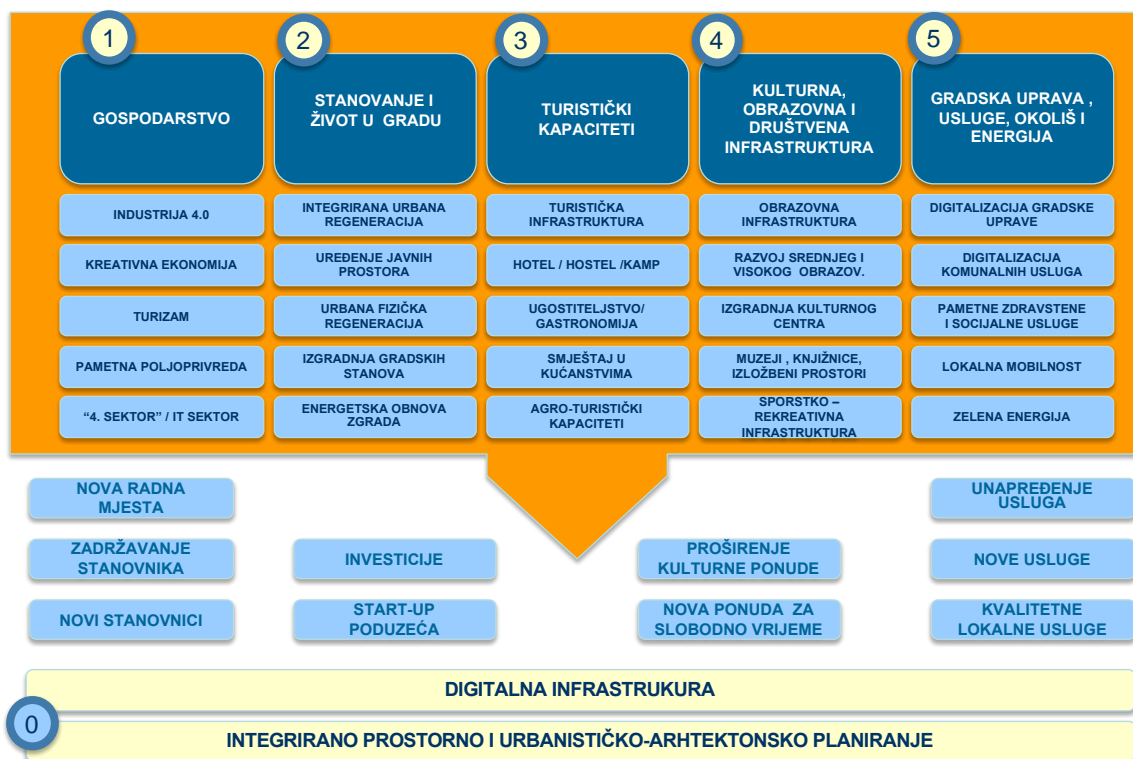 1
2
3
4
5
GOSPODARSTVO
STANOVANJE I
ŽIVOT U GRADU
TURISTIČKI
KAPACITETI
KULTURNA,
OBRAZOVNA I
DRUŠTVENA
INFRASTRUKTURA
GRADSKA UPRAVA ,
USLUGE, OKOLIŠ I
ENERGIJA
INDUSTRIJA 4.0
INTEGRIRANA URBANA
REGENERACIJA
TURISTIČKA
INFRASTRUKTURA
OBRAZOVNA
INFRASTRUKTURA
DIGITALIZACIJA GRADSKE
UPRAVE
KREATIVNA EKONOMIJA
UREĐENJE JAVNIH
PROSTORA
HOTEL / HOSTEL /KAMP
RAZVOJ SREDNJEG I
VISOKOG OBRAZOV.
DIGITALIZACIJA
KOMUNALNIH USLUGA
TURIZAM
URBANA FIZIČKA
REGENERACIJA
UGOSTITELJSTVO/
GASTRONOMIJA
IZGRADNJA KULTURNOG
CENTRA
PAMETNE ZDRAVSTENE
I SOCIJALNE USLUGE
PAMETNA POLJOPRIVREDA
IZGRADNJA GRADSKIH
STANOVA
SMJEŠTAJ U
KUĆANSTVIMA
MUZEJI , KNJIŽNICE,
IZLOŽBENI PROSTORI
LOKALNA MOBILNOST
“4. SEKTOR” / IT SEKTOR
ENERGETSKA OBNOVA
ZGRADA
AGRO-TURISTIČKI
KAPACITETI
SPORSTKO –
REKREATIVNA
INFRASTRUKTURA
ZELENA ENERGIJA
NOVA RADNA
MJESTA
UNAPREĐENJE
USLUGA
ZADRŽAVANJE
STANOVNIKA
INVESTICIJE
PROŠIRENJE
KULTURNE PONUDE
NOVE USLUGE
NOVI STANOVNICI
START-UP
PODUZEĆA
NOVA PONUDA ZA
SLOBODNO VRIJEME
KVALITETNE
LOKALNE USLUGE
DIGITALNA INFRASTRUKURA
0
INTEGRIRANO PROSTORNO I URBANISTIČKO-ARHTEKTONSKO PLANIRANJE